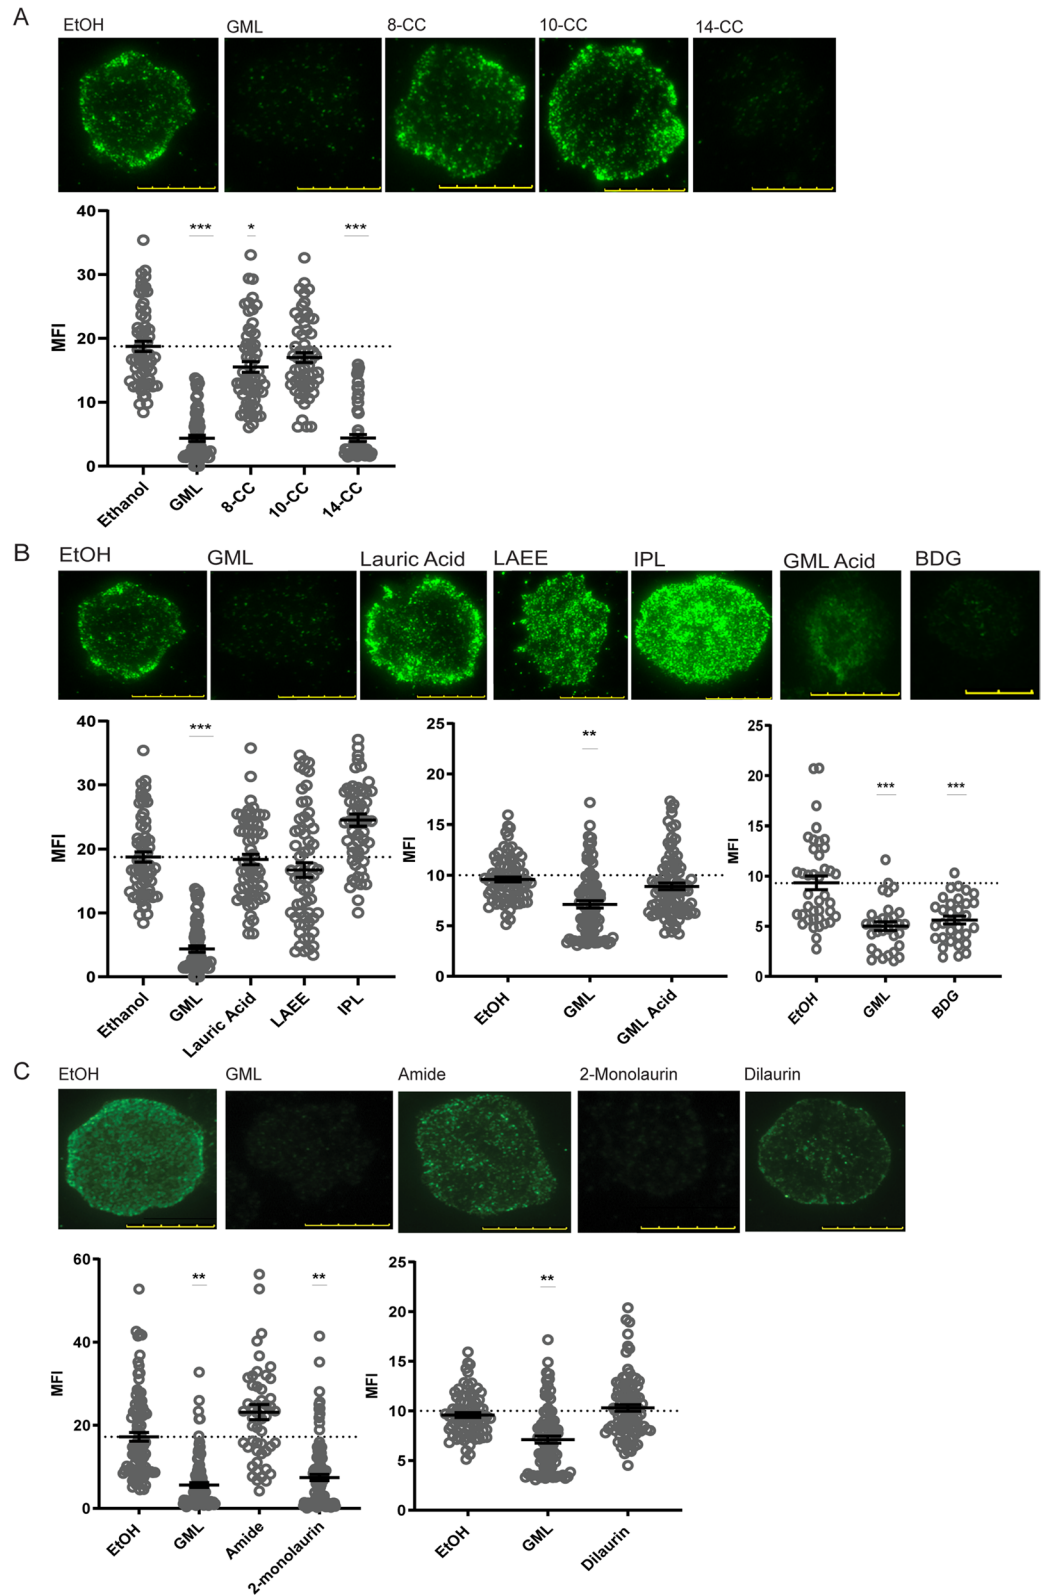 A
EtOH GML 8-CC 10-CC 14-CC
40
30
20
10
0
MFI
*** * ***
Ethanol GML 8-CC 10-CC 14-CC
B
EtOH GML Lauric Acid LAEE IPL GML Acid BDG
40
30
20
10
0
MFI
***
Ethanol GML Lauric Acid LAEE IPL
25
20
15
10
5
0
MFI
**
EtOH GML GML Acid
25
20
15
10
5
0
MFI
*** ***
EtOH GML BDG
C
EtOH GML Amide 2-Monolaurin Dilaurin
60
40
20
0
MFI
** **
EtOH GML Amide 2-monolaurin
25
20
15
10
5
0
MFI
**
EtOH GML Dilaurin